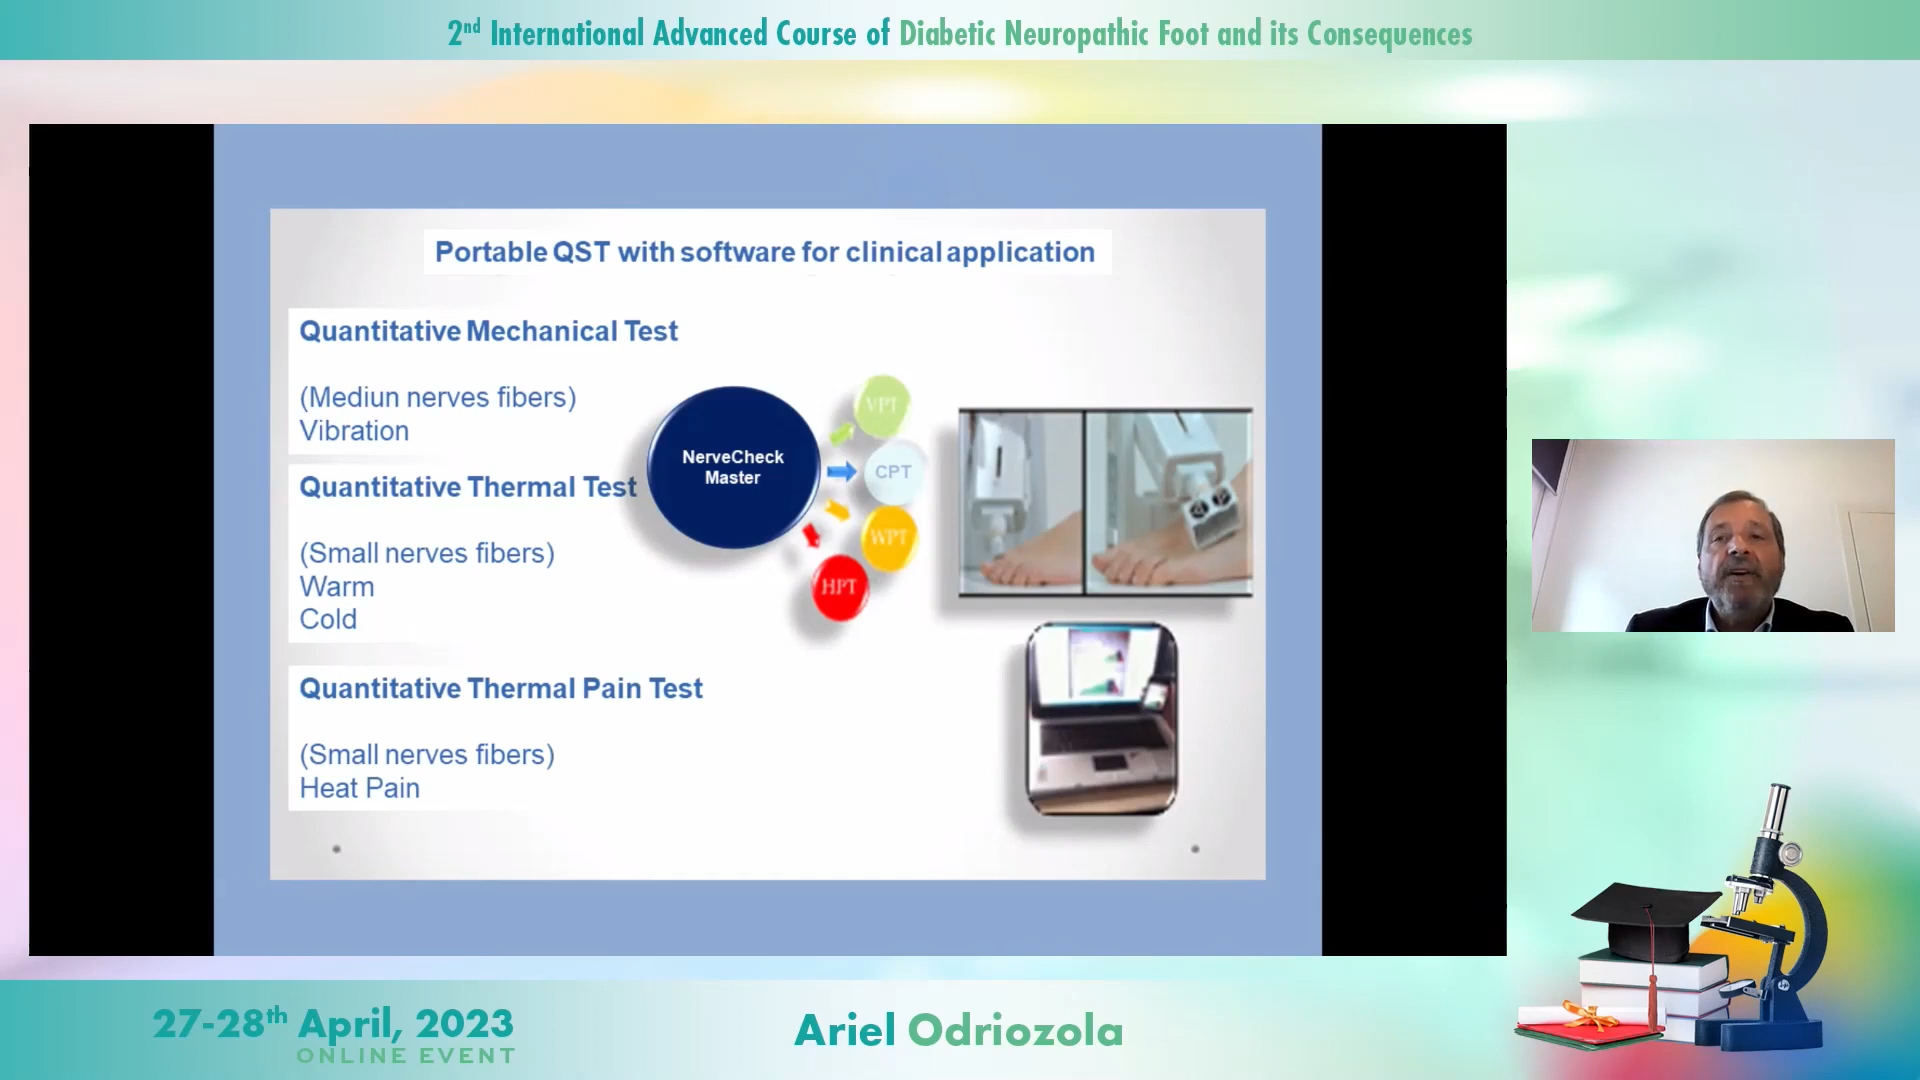 2nd International Advanced Course of Diabetic Neuropathic Foot and its Consequences
Portable QST with software for clinical application
Quantitative Mechanical Test
(Mediun nerves fibers)
Vibration
Quantitative Thermal Test
(Small nerves fibers)
Warm
Cold
Quantitative Thermal Pain Test
(Small nerves fibers)
Heat Pain
NerveCheck
Master
VPT
CPT
WPT
HPT
27-28th April, 2023
ONLINE EVENT
Ariel Odriozola